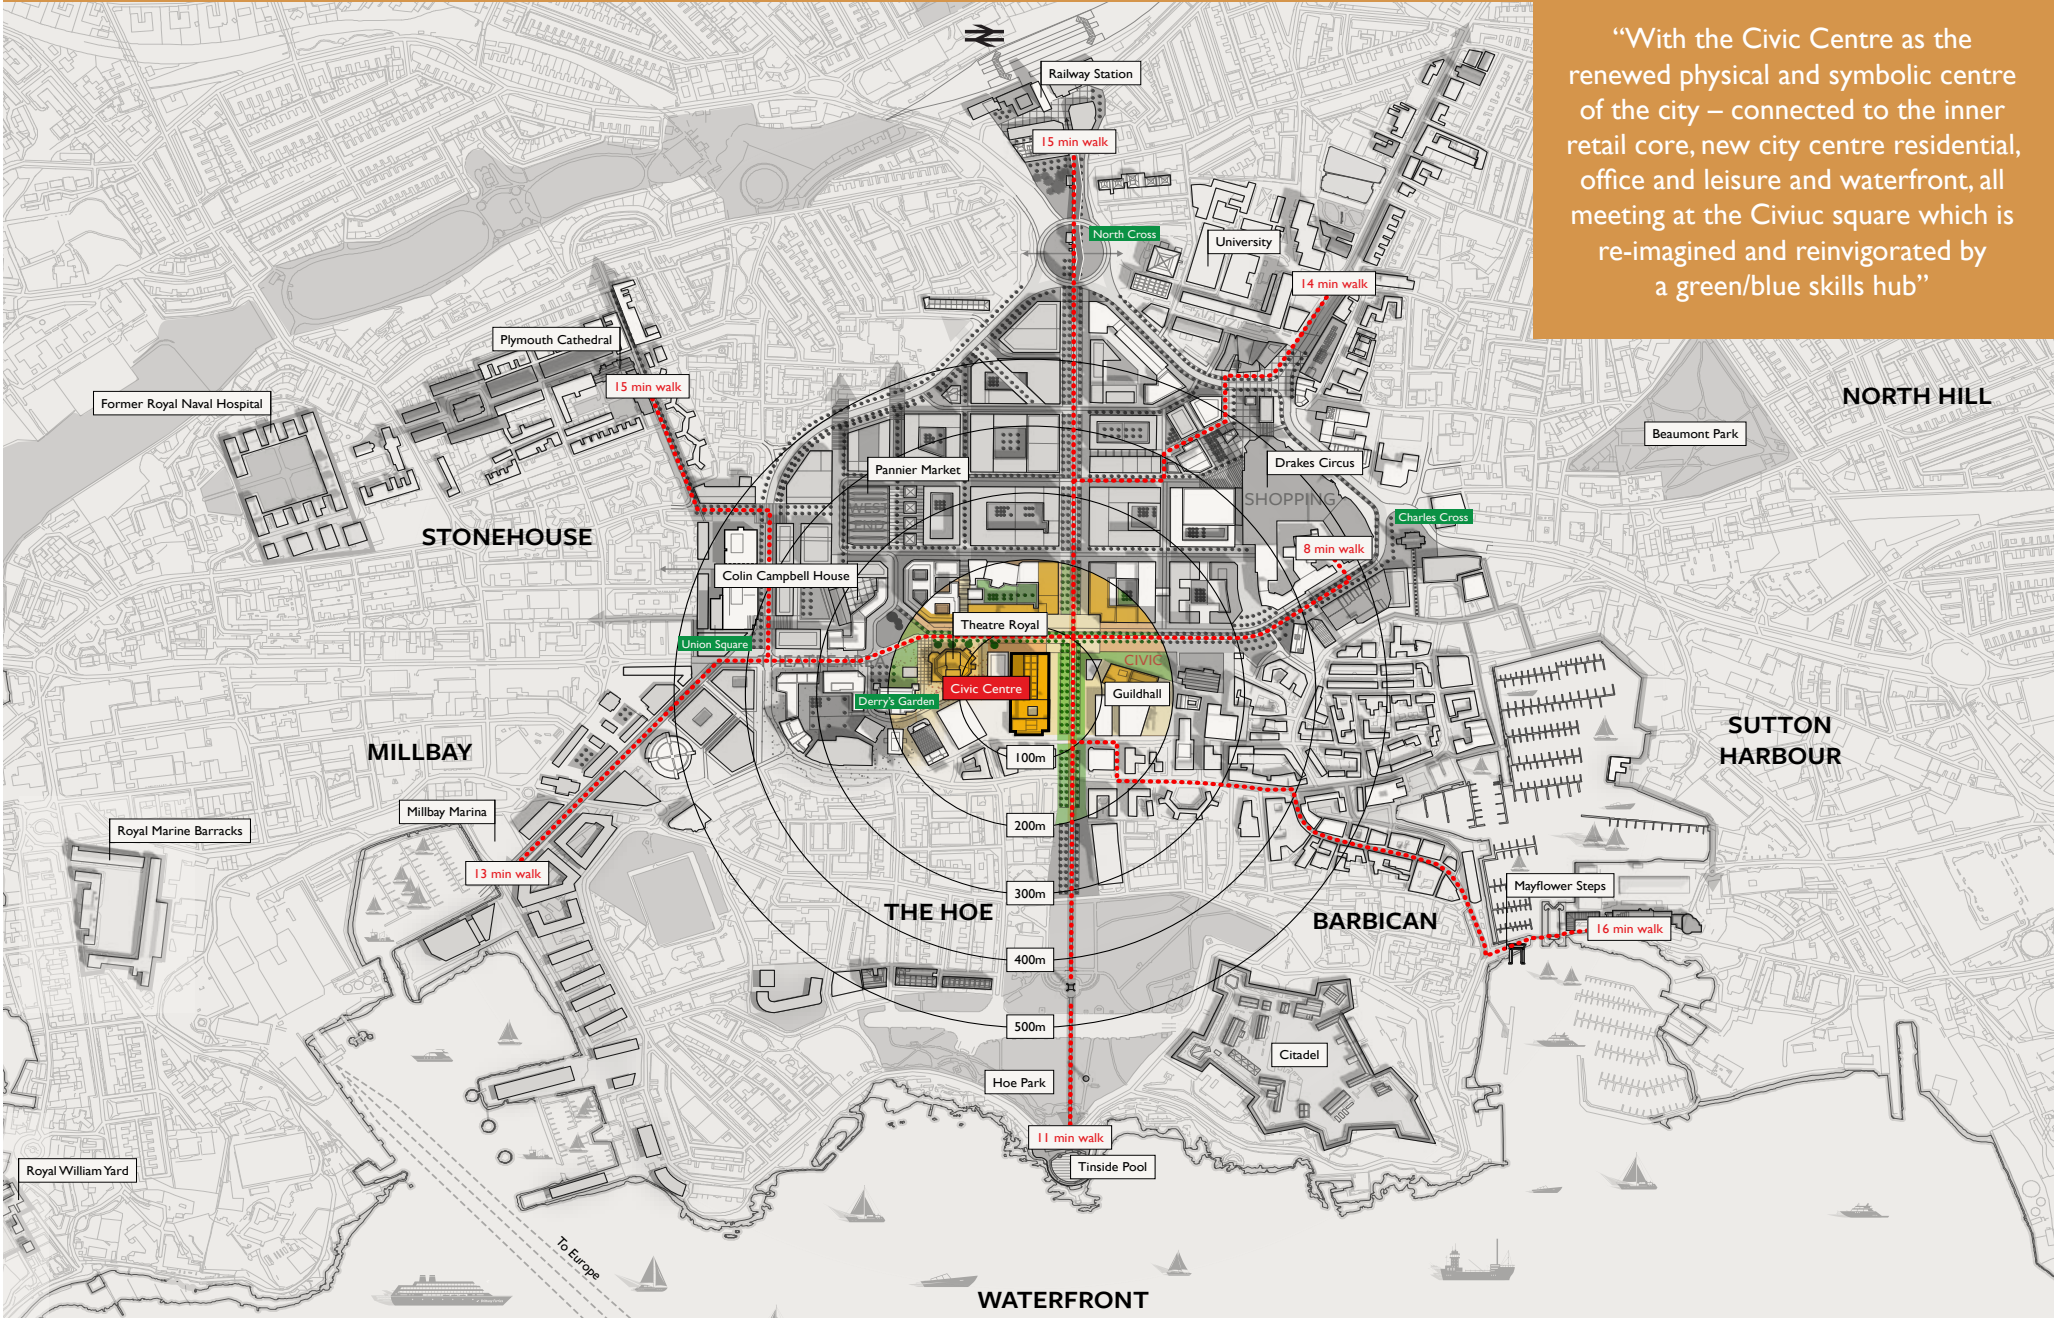 “With the Civic Centre as the
renewed physical and symbolic centre
of the city – connected to the inner
retail core, new city centre residential,
office and leisure and waterfront, all
meeting at the Civiuc square which is
re-imagined and reinvigorated by
a green/blue skills hub”
Railway Station
15 min walk
North Cross
University
14 min walk
Plymouth Cathedral
15 min walk
Former Royal Naval Hospital
NORTH HILL
Beaumont Park
Pannier Market
Drakes Circus
SHOPPING
WEST
END
Charles Cross
STONEHOUSE
8 min walk
Colin Campbell House
Theatre Royal
Union Square
CIVIC
Civic Centre
Guildhall
Derry's Garden
SUTTON
HARBOUR
MILLBAY
100m
Millbay Marina
200m
Royal Marine Barracks
13 min walk
300m
Mayflower Steps
THE HOE
BARBICAN
16 min walk
400m
500m
Citadel
Hoe Park
11 min walk
Tinside Pool
Royal William Yard
To Europe
WATERFRONT